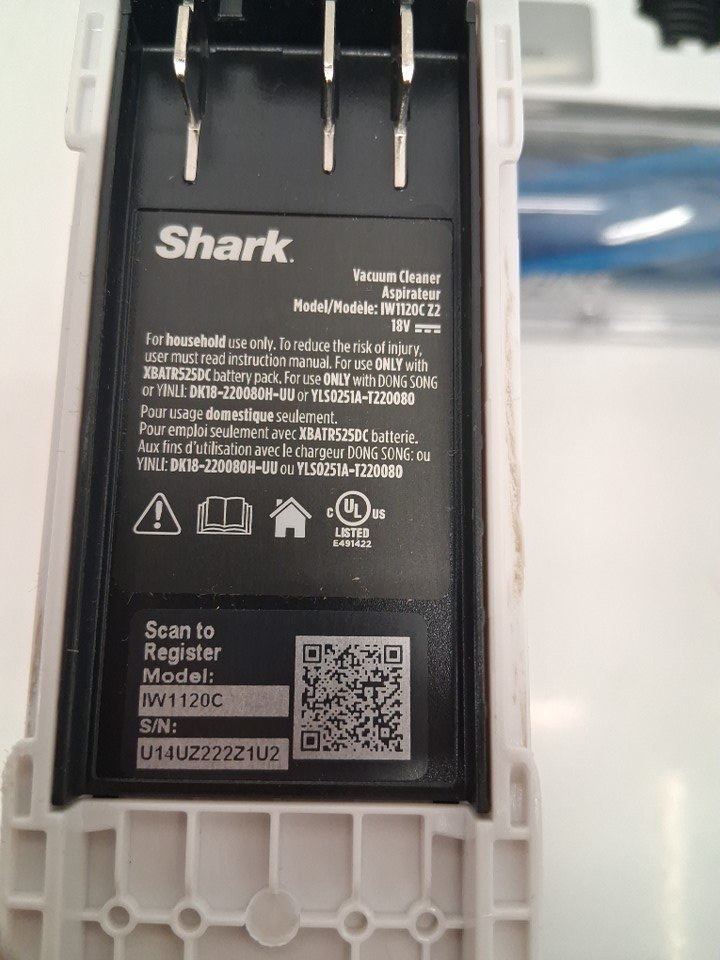 Shark
Vacuum Cleaner
Aspirateur
Model/Modèle: IW1120C Z2
18V
For household use only. To reduce the risk of injury,
user must read instruction manual. For use ONLY with
XBATR525DC battery pack. For use ONLY with DONG SONG
or YINLI: DK18-220080H-UU or YLS0251A-T220080
Pour usage domestique seulement.
Pour emploi seulement avec XBATR525DC batterie.
Aux fins d'utilisation avec le chargeur DONG SONG: ou
YINLI: DK18-220080H-UU ou YLS0251A-T220080
C UL US
LISTED
E491422
Scan to
Register
Model:
IW1120C
S/N:
U14UZ222Z1U2